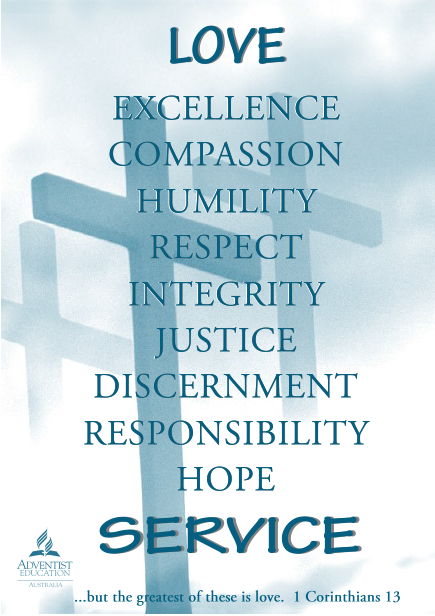 LOVE
EXCELLENCE
COMPASSION
HUMILITY
RESPECT
INTEGRITY
JUSTICE
DISCERNMENT
RESPONSIBILITY
HOPE
SERVICE
ADVENTIST
EDUCATION
AUSTRALIA
...but the greatest of these is love. 1 Corinthians 13